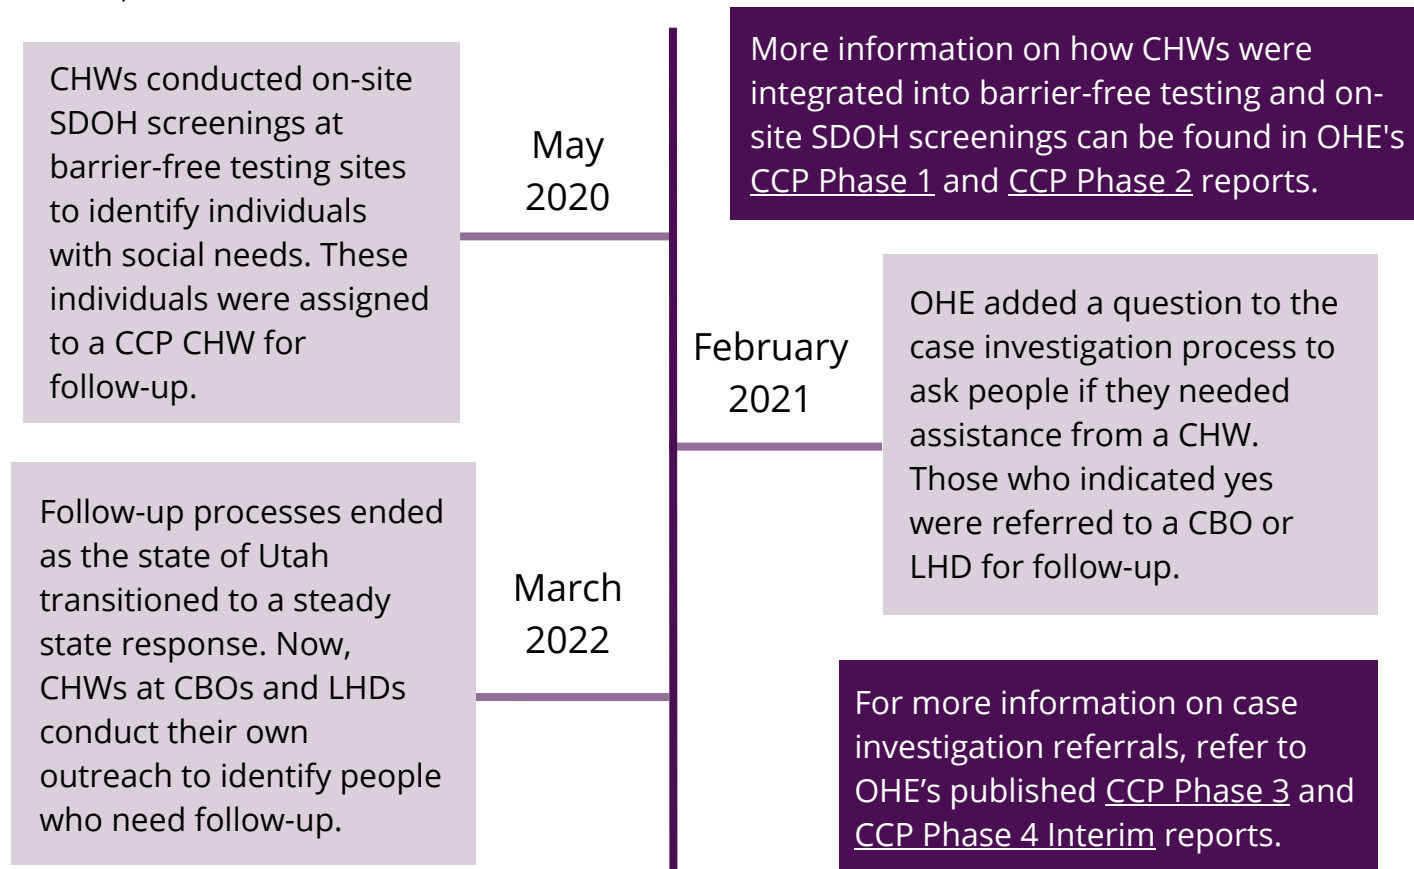 CHWs conducted on-site
SDOH screenings at
barrier-free testing sites
to identify individuals
with social needs. These
individuals were assigned
to a CCP CHW for
follow-up.
May
2020
More information on how CHWs were
integrated into barrier-free testing and on-
site SDOH screenings can be found in OHE's
CCP Phase 1 and CCP Phase 2 reports.
February
2021
OHE added a question to the
case investigation process to
ask people if they needed
assistance from a CHW.
Those who indicated yes
were referred to a CBO or
LHD for follow-up.
Follow-up processes ended
as the state of Utah
transitioned to a steady
state response. Now,
CHWs at CBOs and LHDs
conduct their own
outreach to identify people
who need follow-up.
March
2022
For more information on case
investigation referrals, refer to
OHE’s published CCP Phase 3 and
CCP Phase 4 Interim reports.